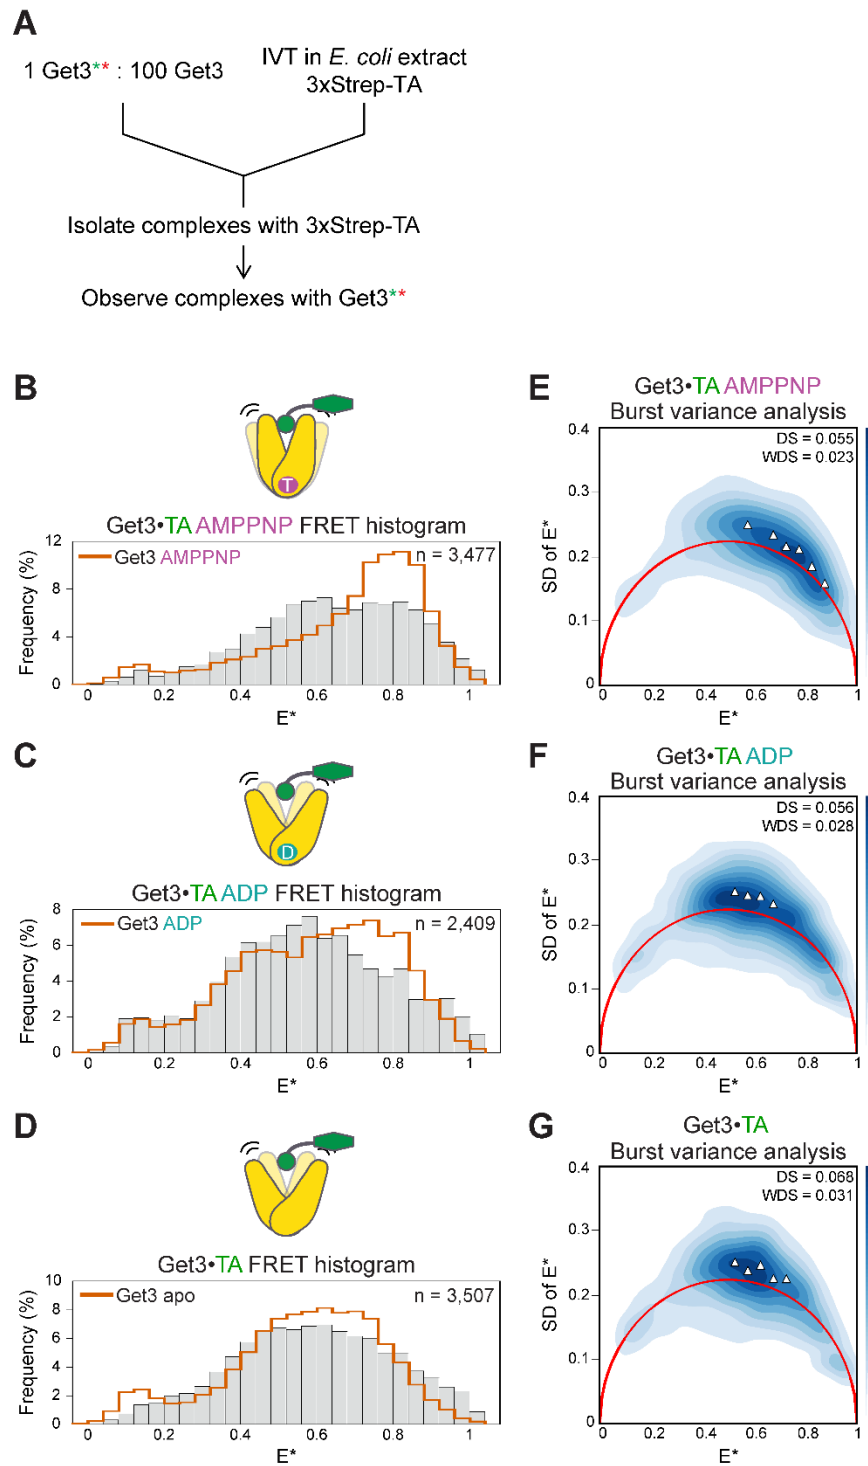 A
1 Get3** : 100 Get3
IVT in E. coli extract
3xStrep-TA
Isolate complexes with 3xStrep-TA
Observe complexes with Get3**
B
T
Get3•TA AMPPNP FRET histogram
Get3 AMPPNP
n = 3,477
Frequency (%)
12
8
4
0
0
0.2
0.4
0.6
0.8
1
E*
C
D
Get3•TA ADP FRET histogram
Get3 ADP
n = 2,409
Frequency (%)
8
6
4
2
0
0
0.2
0.4
0.6
0.8
1
E*
D
Get3•TA FRET histogram
Get3 apo
n = 3,507
Frequency (%)
10
8
6
4
2
0
0
0.2
0.4
0.6
0.8
1
E*
E
Get3•TA AMPPNP
Burst variance analysis
DS = 0.055
WDS = 0.023
SD of E*
0.4
0.3
0.2
0.1
0
0
0.2
0.4
0.6
0.8
1
E*
F
Get3•TA ADP
Burst variance analysis
DS = 0.056
WDS = 0.028
SD of E*
0.4
0.3
0.2
0.1
0
0
0.2
0.4
0.6
0.8
1
E*
G
Get3•TA
Burst variance analysis
DS = 0.068
WDS = 0.031
SD of E*
0.4
0.3
0.2
0.1
0
0
0.2
0.4
0.6
0.8
1
E*